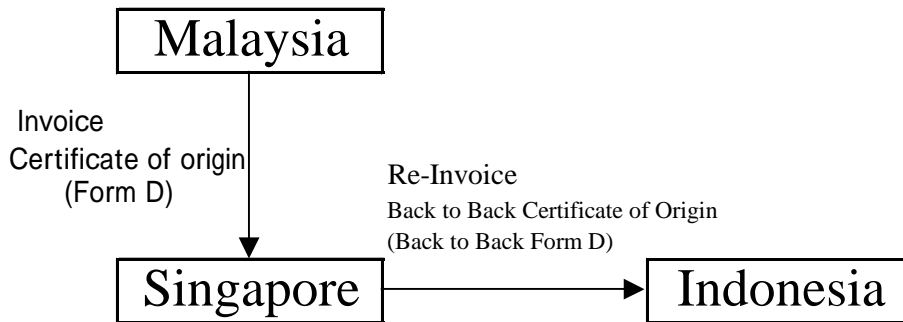 Malaysia
Invoice
Certificate of origin
(Form D)
Re-Invoice
Back to Back Certificate of Origin
(Back to Back Form D)
Singapore
Indonesia